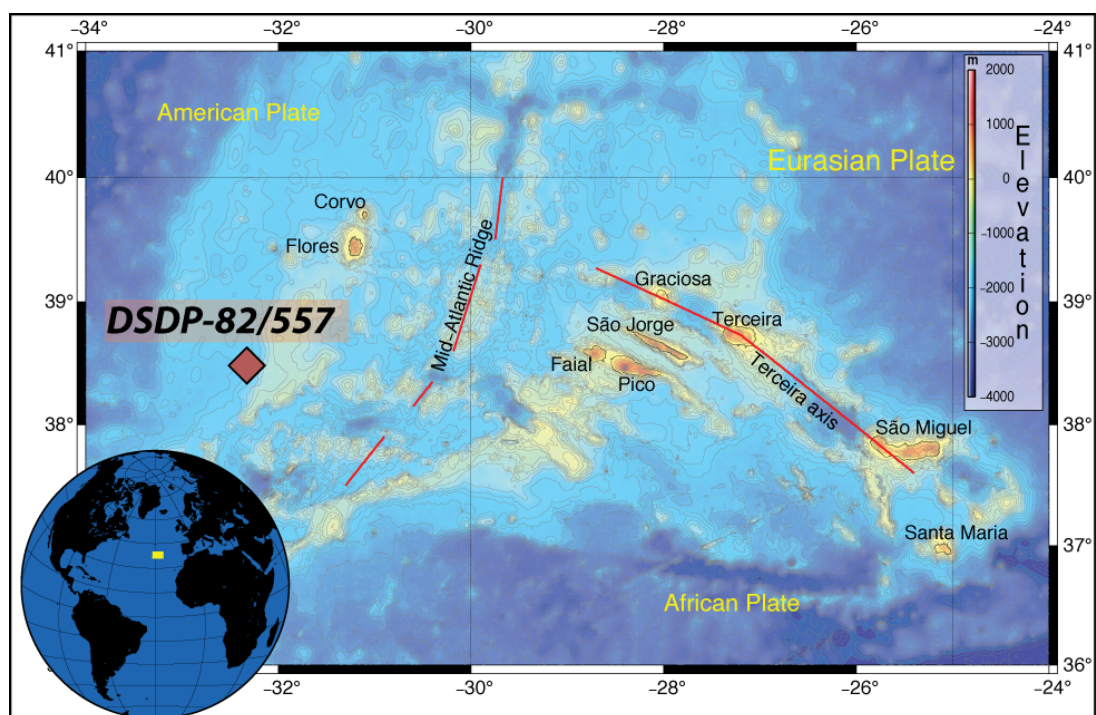 −34° −32° −30° −28° −26° −24°
41° 41°
m
2000
American Plate
1000
Eurasian Plate
Elevation
40° 40°
0
Corvo
−1000
Flores
Mid-Atlantic Ridge
−2000
Graciosa
39° 39°
DSDP-82/557
São Jorge
Terceira
−3000
Faial
Pico
Terceira axis
−4000
38° 38°
São Miguel
Santa Maria
37° 37°
African Plate
36°
−32° −30° −28° −26° −24°